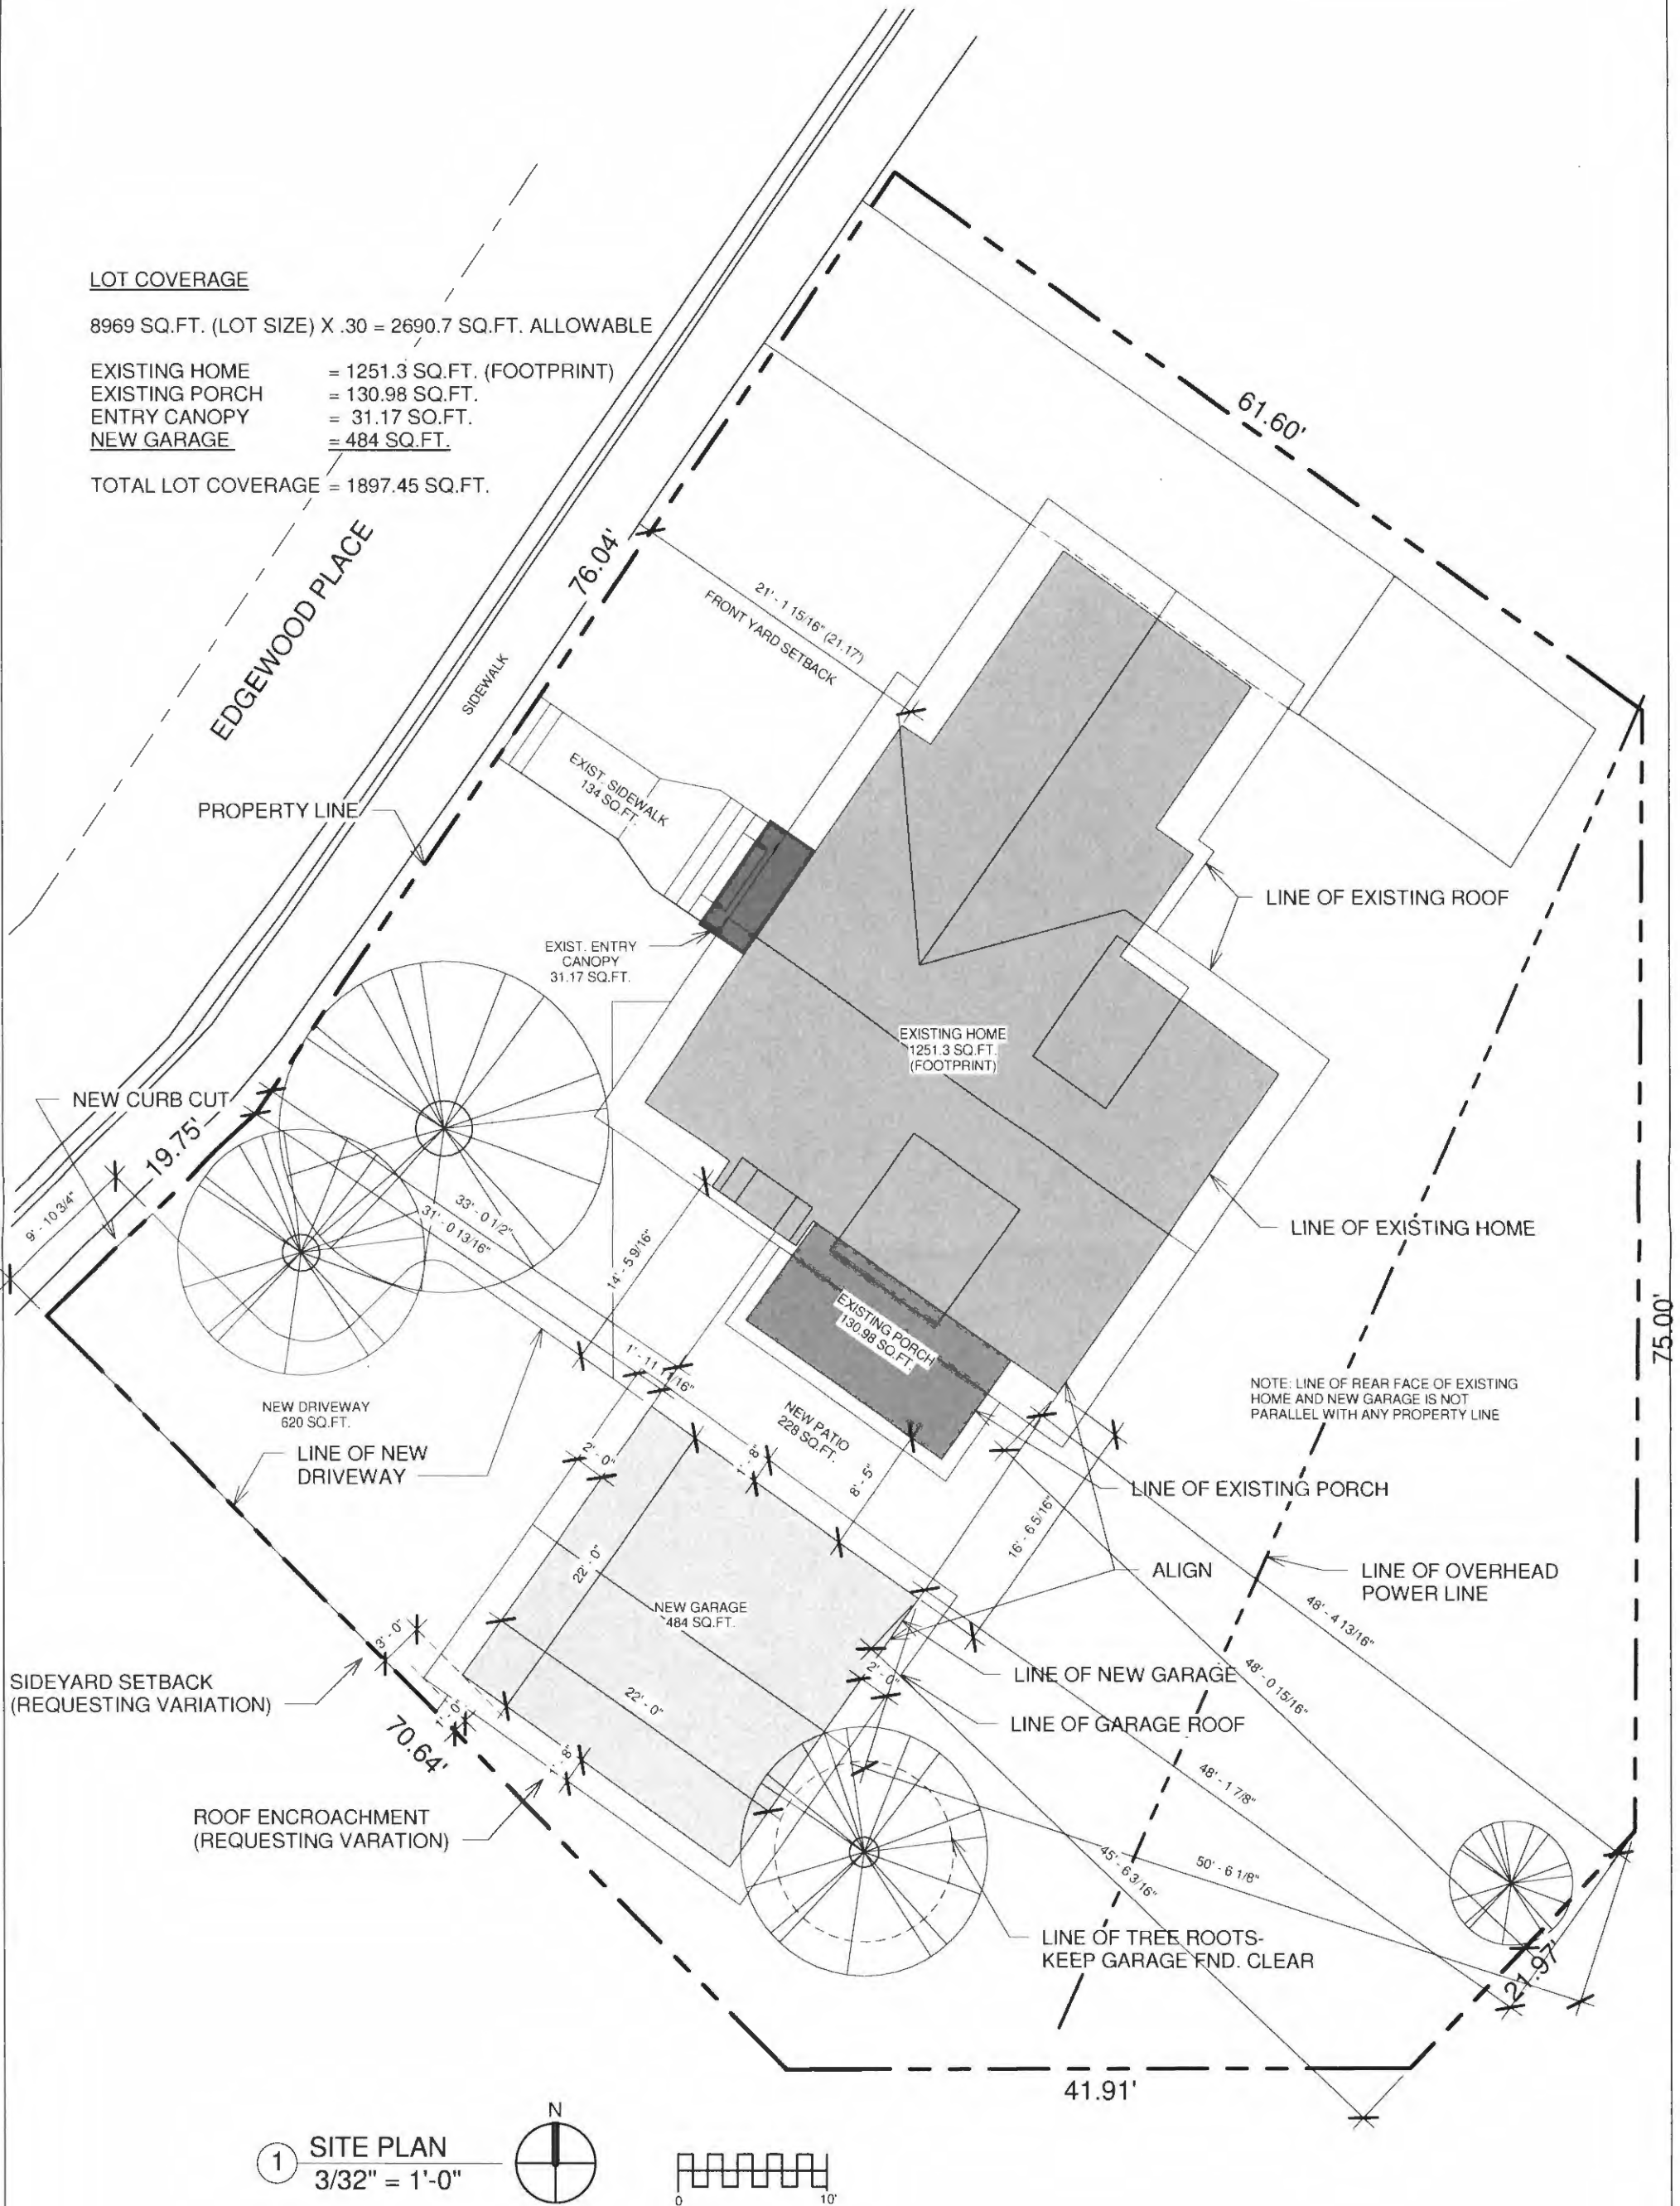 LOT COVERAGE
8969 SQ.FT. (LOT SIZE) X .30 = 2690.7 SQ.FT. ALLOWABLE
EXISTING HOME = 1251.3 SQ.FT. (FOOTPRINT)
EXISTING PORCH = 130.98 SQ.FT.
ENTRY CANOPY = 31.17 SQ.FT.
NEW GARAGE = 484 SQ.FT.
TOTAL LOT COVERAGE = 1897.45 SQ.FT.
61.60'
76.04'
EDGEWOOD PLACE
21' - 1 15/16" (21.17')
FRONT YARD SETBACK
SIDEWALK
EXIST. SIDEWALK
134 SQ.FT.
PROPERTY LINE
LINE OF EXISTING ROOF
EXIST. ENTRY
CANOPY
31.17 SQ.FT.
EXISTING HOME
1251.3 SQ.FT.
(FOOTPRINT)
NEW CURB CUT
19.75'
9' - 10 3/4"
33' - 0 1/2"
31' - 0 13/16"
14' - 5 9/16"
LINE OF EXISTING HOME
EXISTING PORCH
130.98 SQ.FT.
75.00'
1' - 11 11/16"
NOTE: LINE OF REAR FACE OF EXISTING
HOME AND NEW GARAGE IS NOT
PARALLEL WITH ANY PROPERTY LINE
NEW DRIVEWAY
620 SQ.FT.
NEW PATIO
228 SQ.FT.
LINE OF NEW
DRIVEWAY
2' - 0"
1' - 8"
8' - 5"
LINE OF EXISTING PORCH
16' - 6 5/16"
22' - 0"
ALIGN
LINE OF OVERHEAD
POWER LINE
NEW GARAGE
484 SQ.FT.
48' - 4 13/16"
3' - 0"
SIDEYARD SETBACK
(REQUESTING VARIATION)
2' - 0"
LINE OF NEW GARAGE
48' - 0 15/16"
22' - 0"
LINE OF GARAGE ROOF
1' - 0"
70.64'
1' - 8"
48' - 1 7/8"
ROOF ENCROACHMENT
(REQUESTING VARATION)
45' - 6 3/16"
50' - 6 1/8"
LINE OF TREE ROOTS-
KEEP GARAGE FND. CLEAR
21.97'
41.91'
N
1
SITE PLAN
3/32" = 1'-0"
0 10'